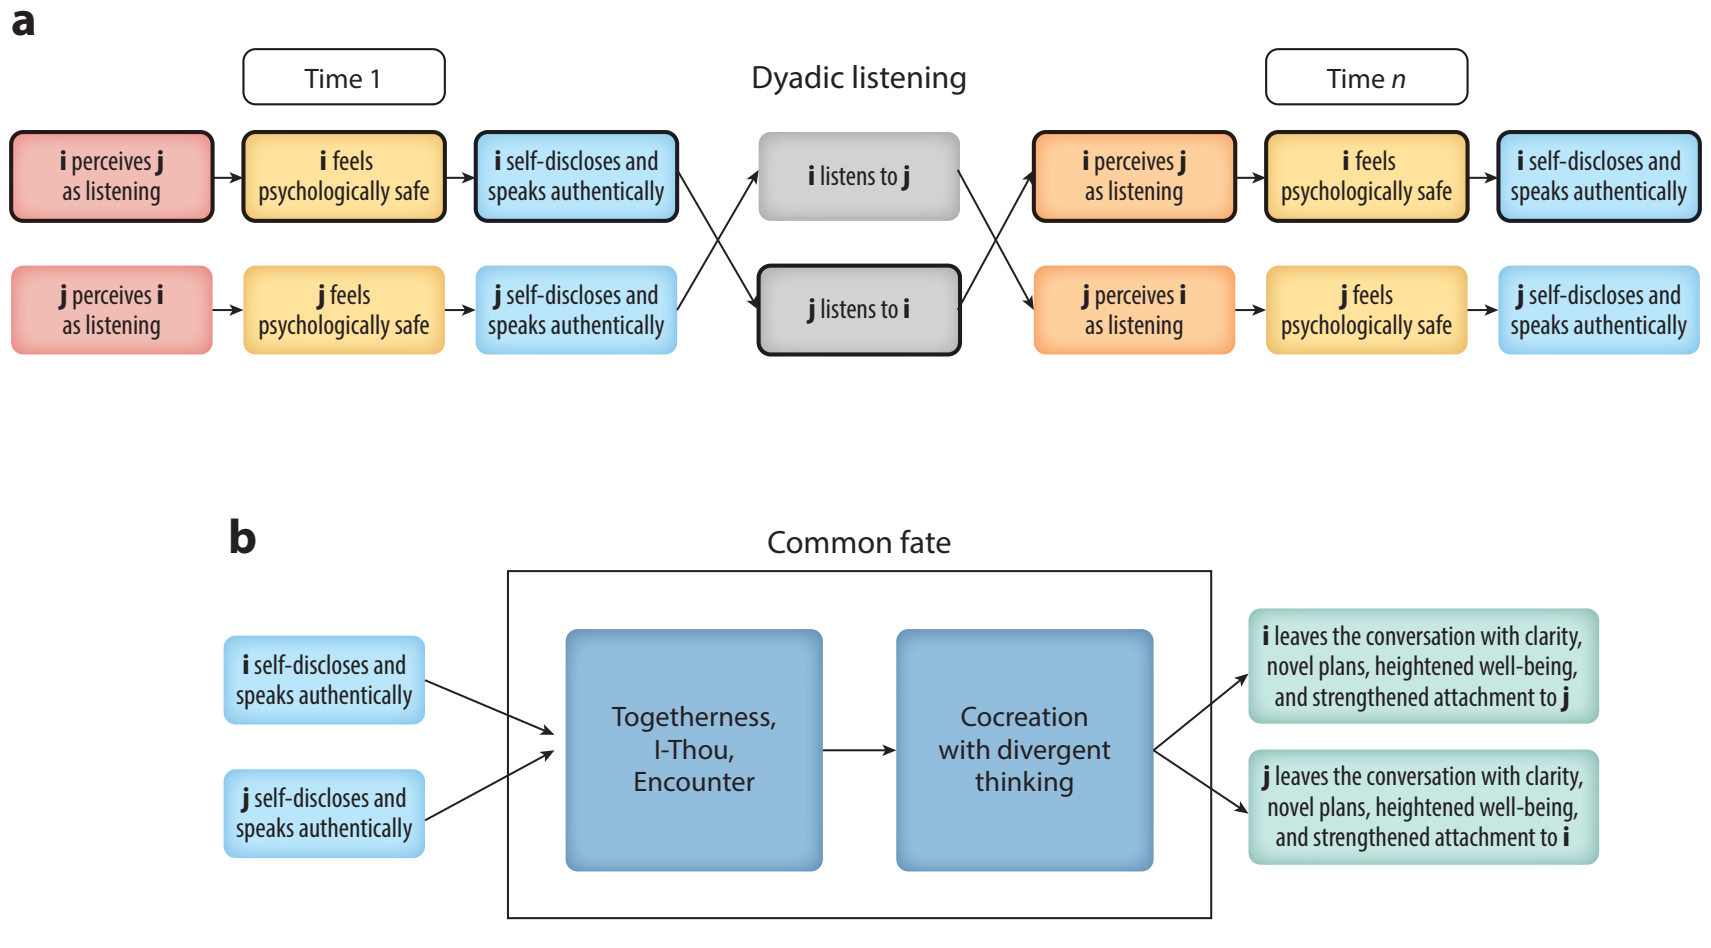 a
Time 1
Dyadic listening
Time n
i perceives j
as listening
i feels
psychologically safe
i self-discloses and
speaks authentically
i listens to j
i perceives j
as listening
i feels
psychologically safe
i self-discloses and
speaks authentically
j perceives i
as listening
j feels
psychologically safe
j self-discloses and
speaks authentically
j listens to i
j perceives i
as listening
j feels
psychologically safe
j self-discloses and
speaks authentically
b
Common fate
i self-discloses and
speaks authentically
j self-discloses and
speaks authentically
Togetherness,
I-Thou,
Encounter
Cocreation
with divergent
thinking
i leaves the conversation with clarity,
novel plans, heightened well-being,
and strengthened attachment to j
j leaves the conversation with clarity,
novel plans, heightened well-being,
and strengthened attachment to i